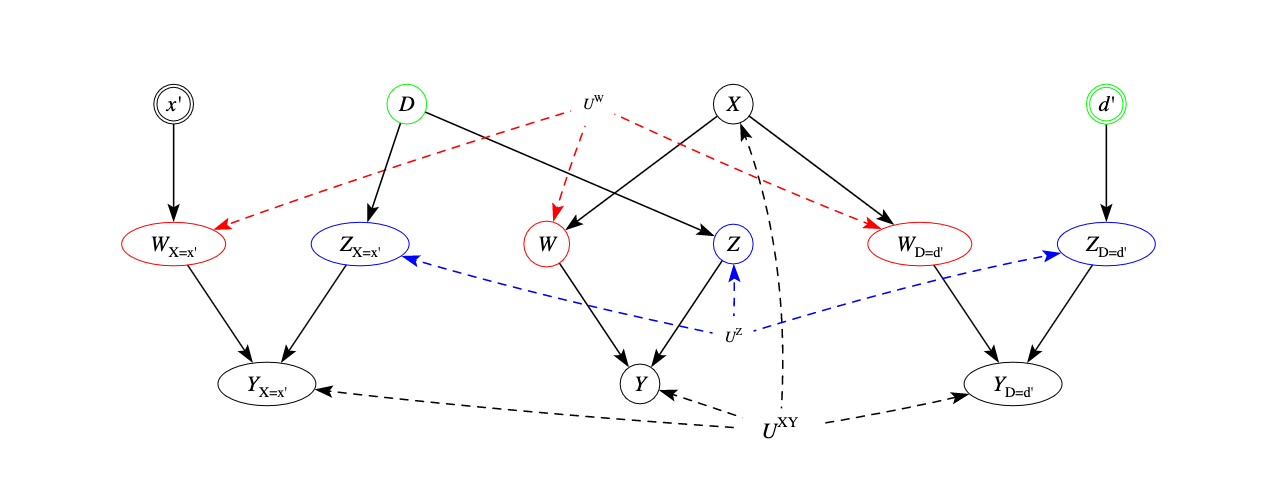 x' D U^W X d'
W_{X=x'} Z_{X=x'} W Z W_{D=d'} Z_{D=d'}
U^Z
Y_{X=x'} Y Y_{D=d'}
U^{XY}